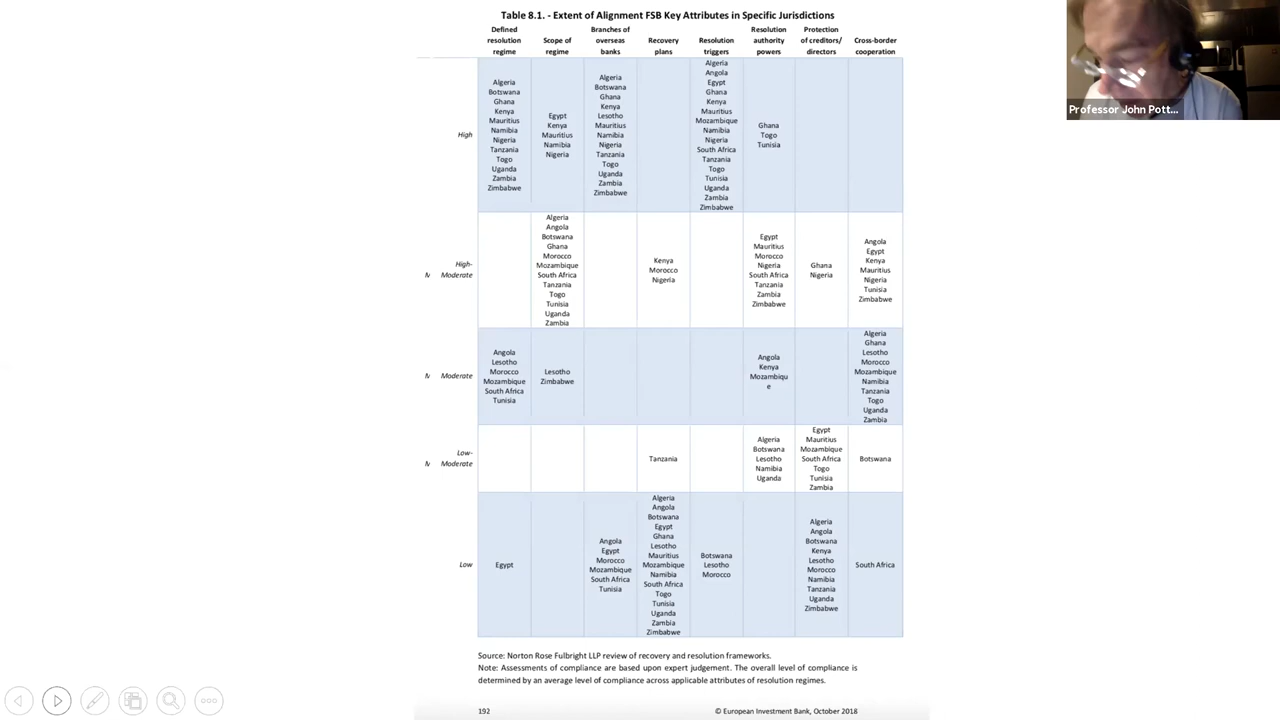 Table 8.1. - Extent of Alignment FSB Key Attributes in Specific Jurisdictions
Defined
resolution
regime
Scope of
regime
Branches of
overseas
banks
Recovery
plans
Resolution
triggers
Resolution
authority
powers
Protection
of creditors/
directors
Cross-border
cooperation
High
Algeria
Botswana
Ghana
Kenya
Mauritius
Namibia
Nigeria
Tanzania
Togo
Uganda
Zambia
Zimbabwe
Egypt
Kenya
Mauritius
Namibia
Nigeria
Algeria
Botswana
Ghana
Kenya
Lesotho
Mauritius
Namibia
Nigeria
Tanzania
Togo
Uganda
Zambia
Zimbabwe
Algeria
Angola
Egypt
Ghana
Kenya
Mauritius
Mozambique
Namibia
Nigeria
South Africa
Tanzania
Togo
Tunisia
Uganda
Zambia
Zimbabwe
Ghana
Togo
Tunisia
M
High-
Moderate
Algeria
Angola
Botswana
Ghana
Morocco
Mozambique
South Africa
Tanzania
Togo
Tunisia
Uganda
Zambia
Kenya
Morocco
Nigeria
Egypt
Mauritius
Morocco
Nigeria
South Africa
Tanzania
Zambia
Zimbabwe
Ghana
Nigeria
Angola
Egypt
Kenya
Mauritius
Nigeria
Tunisia
Zimbabwe
M
Moderate
Angola
Lesotho
Morocco
Mozambique
South Africa
Tunisia
Lesotho
Zimbabwe
Angola
Kenya
Mozambiqu
e
Algeria
Ghana
Lesotho
Morocco
Mozambique
Namibia
Tanzania
Togo
Uganda
Zambia
M
Low-
Moderate
Tanzania
Algeria
Botswana
Lesotho
Namibia
Uganda
Egypt
Mauritius
Mozambique
South Africa
Togo
Tunisia
Zambia
Botswana
Low
Egypt
Angola
Egypt
Morocco
Mozambique
South Africa
Tunisia
Algeria
Angola
Botswana
Egypt
Ghana
Lesotho
Mauritius
Mozambique
Namibia
South Africa
Togo
Tunisia
Uganda
Zambia
Zimbabwe
Botswana
Lesotho
Morocco
Algeria
Angola
Botswana
Kenya
Lesotho
Morocco
Namibia
Tanzania
Uganda
Zimbabwe
South Africa
Source: Norton Rose Fulbright LLP review of recovery and resolution frameworks.
Note: Assessments of compliance are based upon expert judgement. The overall level of compliance is
determined by an average level of compliance across applicable attributes of resolution regimes.
192
© European Investment Bank, October 2018
Professor John Pott...